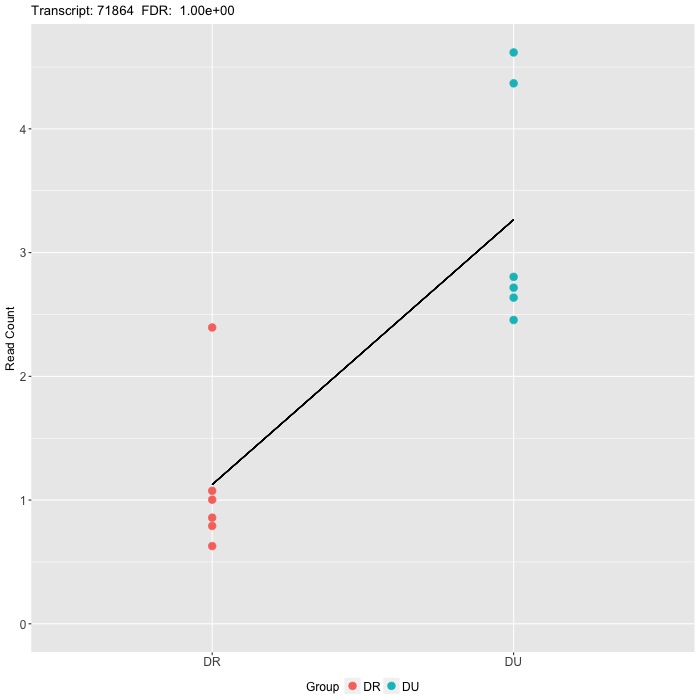 Transcript: 71864  FDR:  1.00e+00
Read Count
4
3
2
1
0
DR
DU
Group
DR
DU